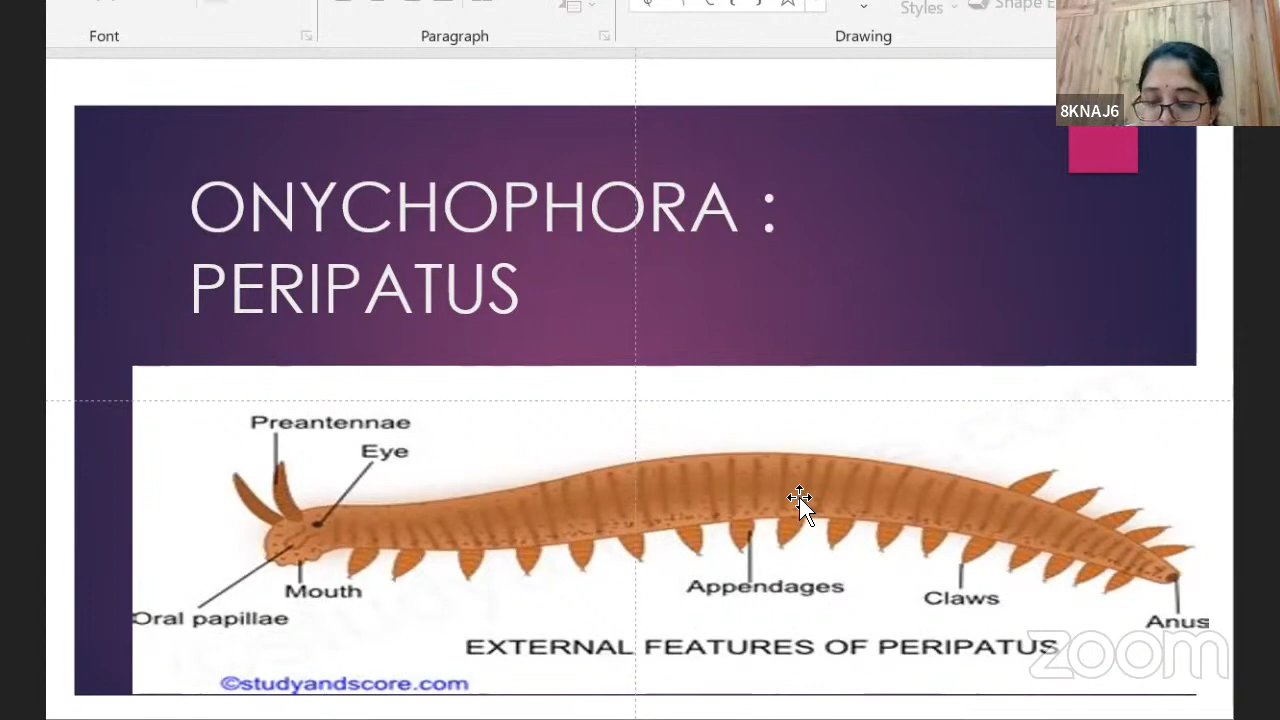 Font
Paragraph
Drawing
Styles
Shape
8KNAJ6
ONYCHOPHORA :
PERIPATUS
Preantennae
Eye
Mouth
Oral papillae
Appendages
Claws
Anus
EXTERNAL FEATURES OF PERIPATUS
©studyandscore.com
zoom